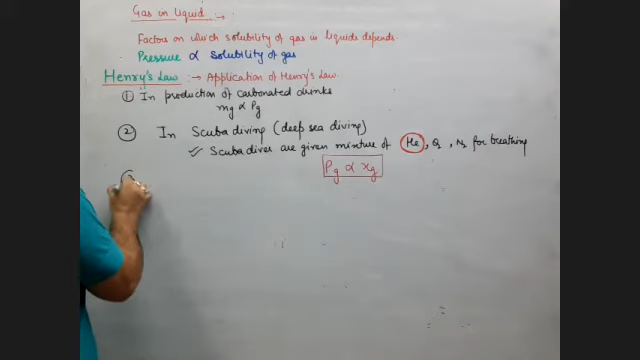 Gas in liquid :-
Factors on which solubility of gas in liquids depends.
Pressure ∝ Solubility of gas
Henry's Law :→ Application of Henry's Law.
① In production of carbonated drinks
mg ∝ Pg
② In Scuba diving (deep sea diving)
✓ Scuba diver are given mixture of He, O₂, N₂ for breathing
Pg ∝ xg